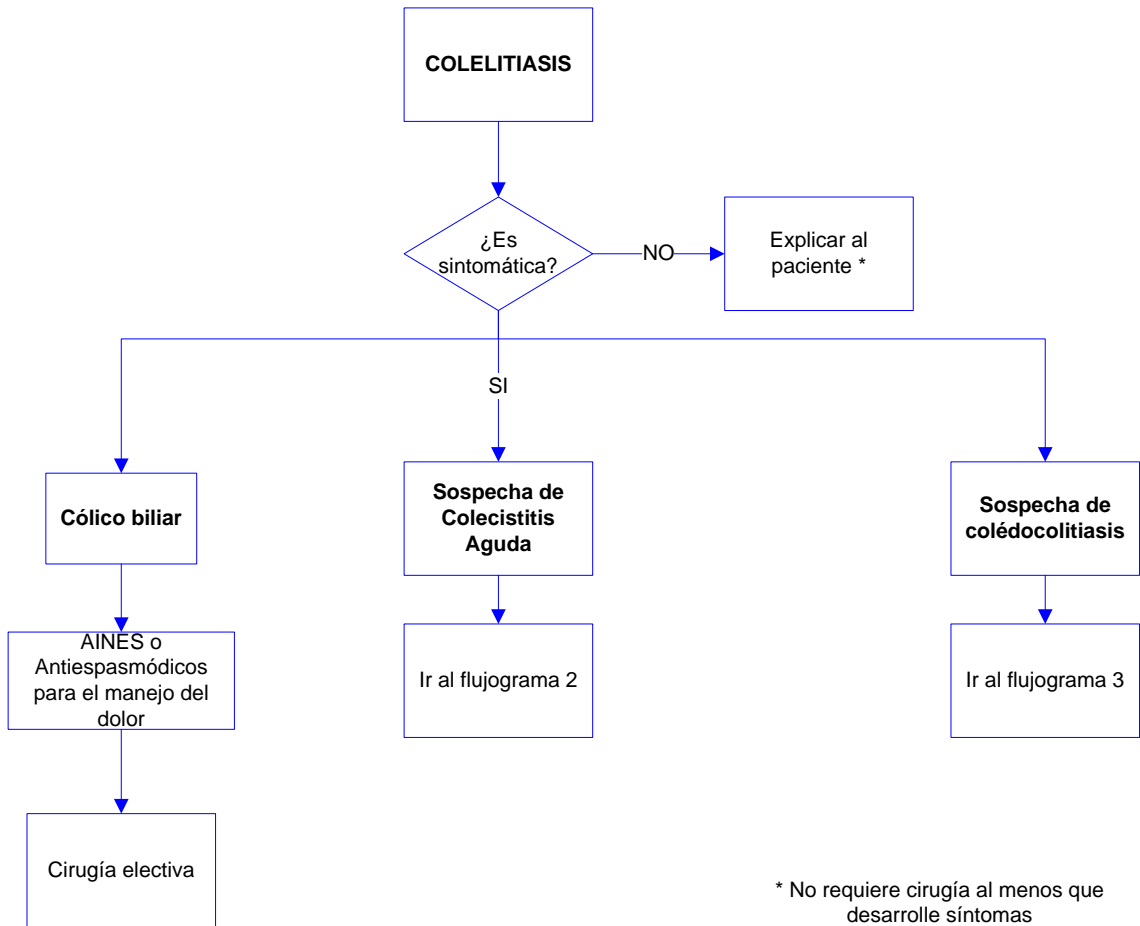 COLELITIASIS
¿Es
sintomática?
NO
Explicar al
paciente *
SI
Cólico biliar
Sospecha de
Colecistitis
Aguda
Sospecha de
colédocolitiasis
AINES o
Antiespasmódicos
para el manejo del
dolor
Ir al flujograma 2
Ir al flujograma 3
Cirugía electiva
* No requiere cirugía al menos que
desarrolle síntomas